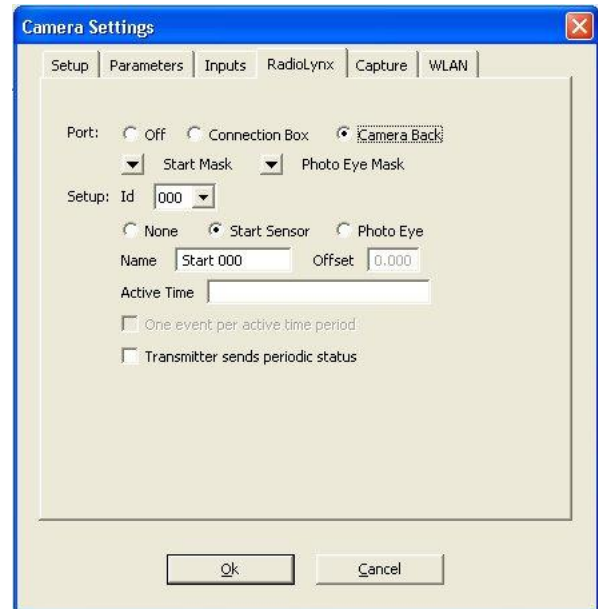 Camera Settings
Setup Parameters Inputs RadioLynx Capture WLAN
Port: Off Connection Box Camera Back
Start Mask Photo Eye Mask
Setup: Id 000
None Start Sensor Photo Eye
Name Start 000 Offset 0.000
Active Time
One event per active time period
Transmitter sends periodic status
Ok Cancel